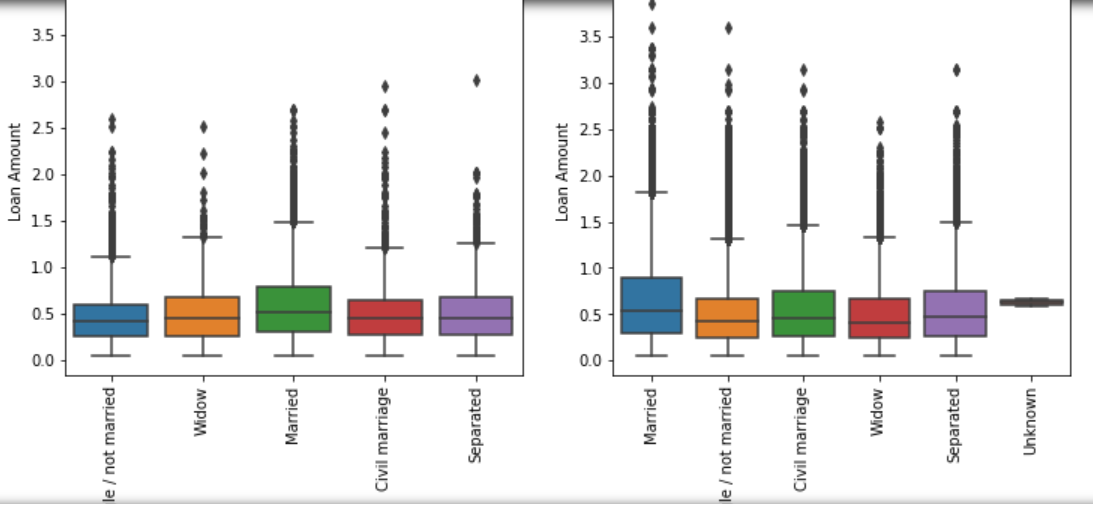 3.5
3.0
2.5
2.0
1.5
1.0
0.5
0.0
Loan Amount
le / not married
Widow
Married
Civil marriage
Separated
3.5
3.0
2.5
2.0
1.5
1.0
0.5
0.0
Loan Amount
Married
le / not married
Civil marriage
Widow
Separated
Unknown